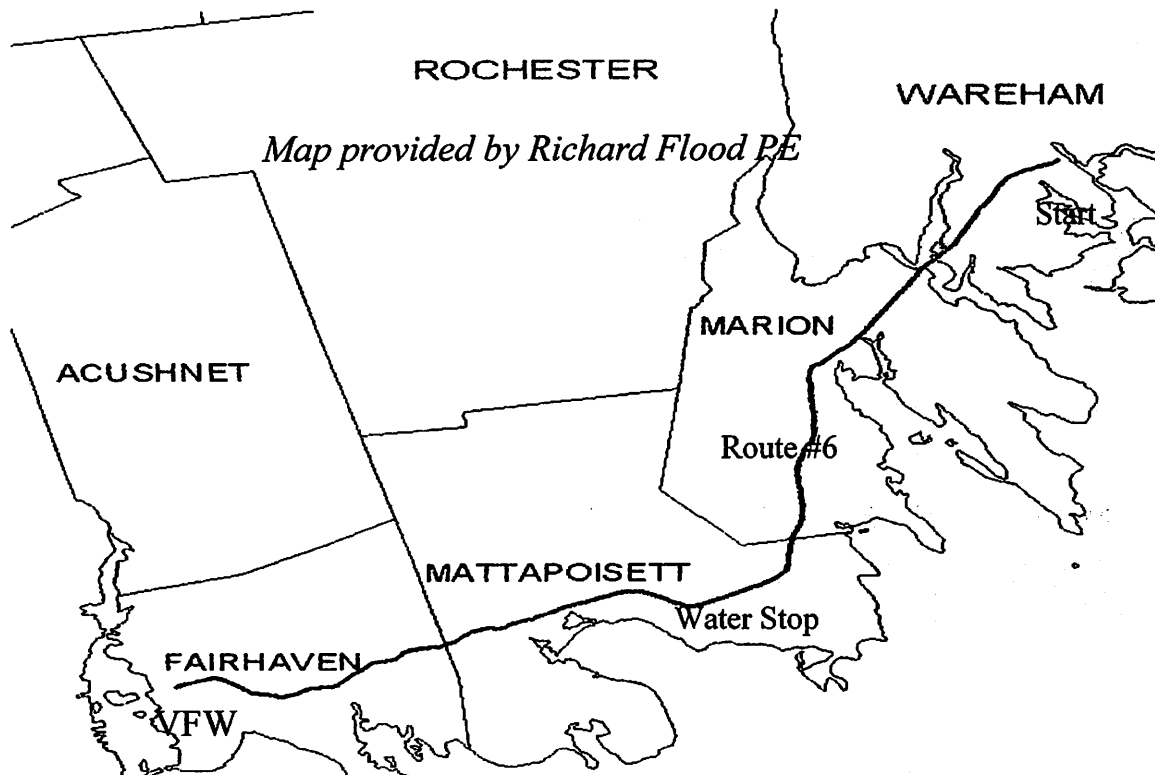 ROCHESTER
WAREHAM
Map provided by Richard Flood PE
Start
MARION
ACUSHNET
Route #6
MATTAPOISETT
Water Stop
FAIRHAVEN
VFW